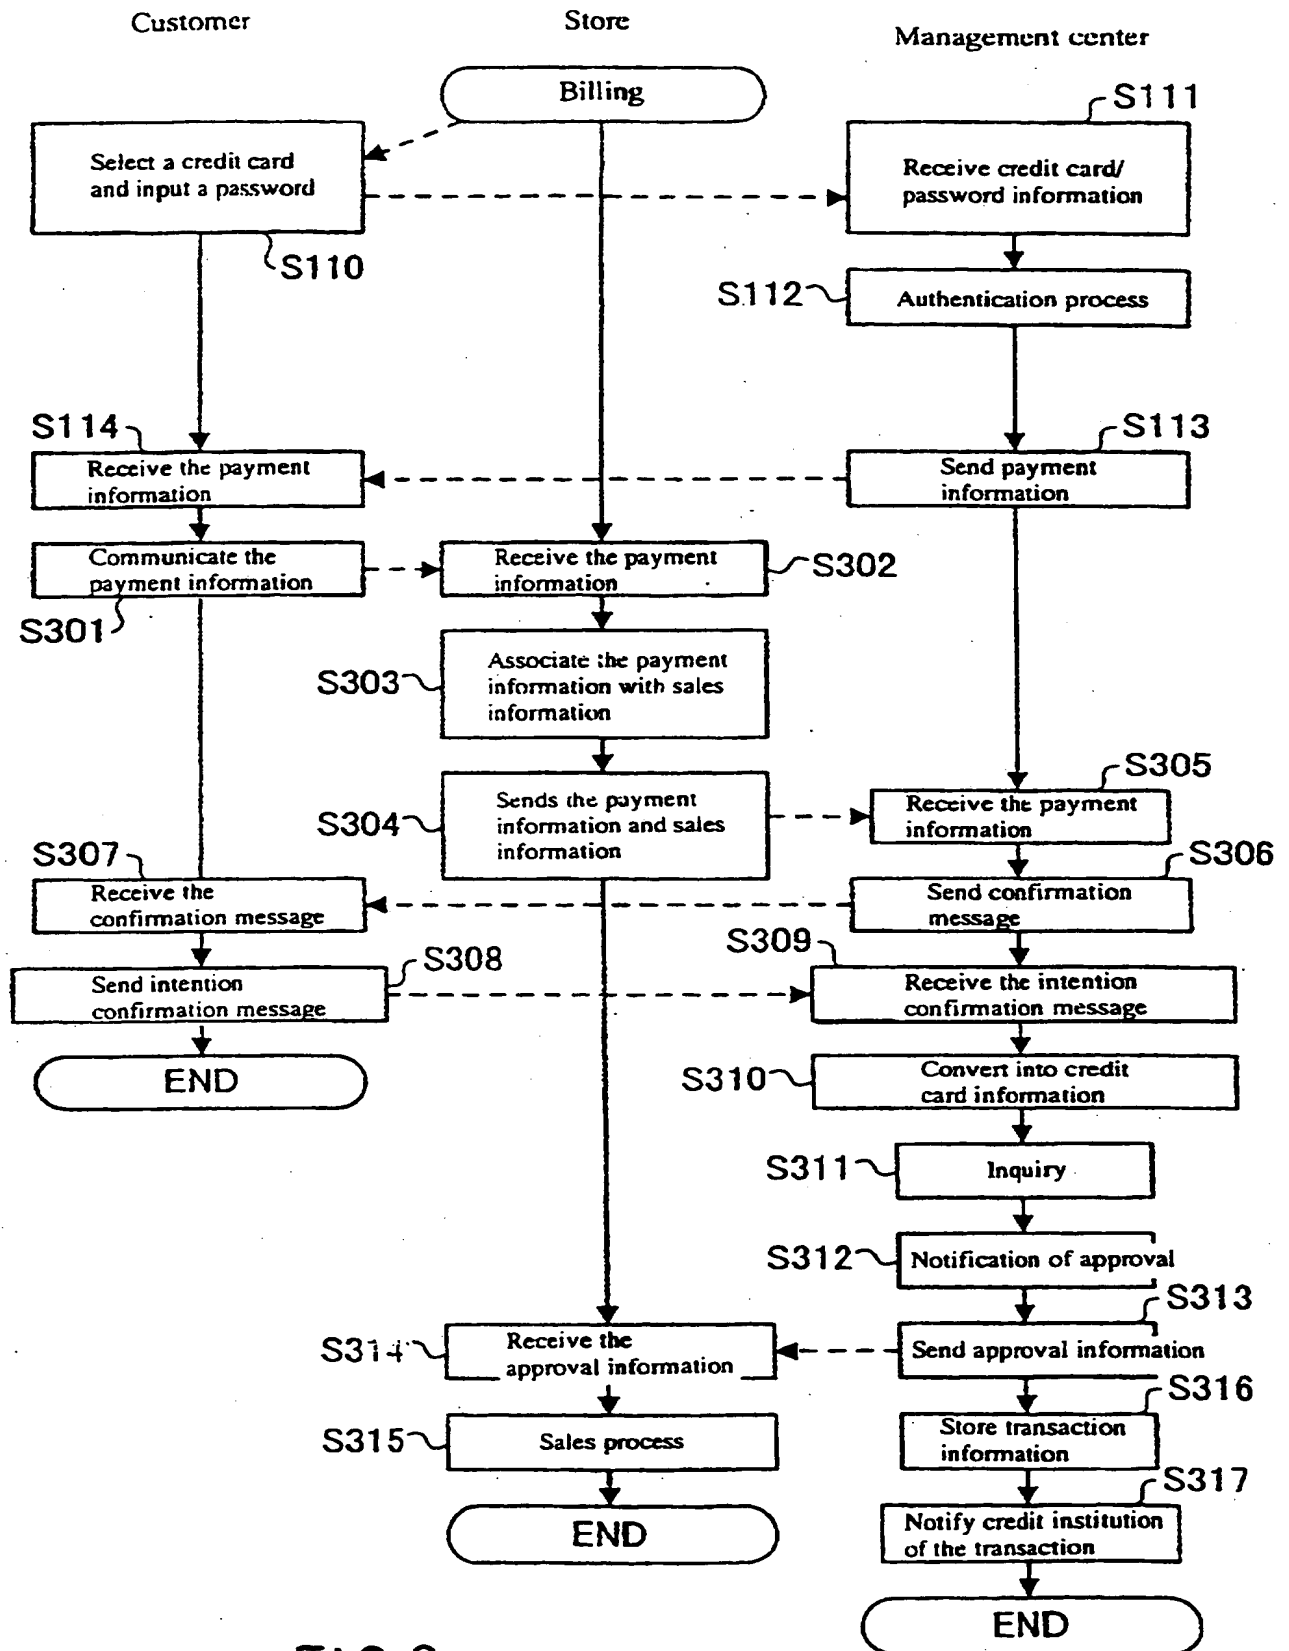 Customer
Store
Management center
Billing
S111
Select a credit card
and input a password
Receive credit card/
password information
S110
S112
Authentication process
S114
S113
Receive the payment
information
Send payment
information
Communicate the
payment information
Receive the payment
information
S302
S301
S303
Associate the payment
information with sales
information
S305
S304
Sends the payment
information and sales
information
Receive the payment
information
S307
S306
Receive the
confirmation message
Send confirmation
message
S309
S308
Send intention
confirmation message
Receive the intention
confirmation message
END
S310
Convert into credit
card information
S311
Inquiry
S312
Notification of approval
S313
S314
Receive the
approval information
Send approval information
S316
S315
Sales process
Store transaction
information
S317
END
Notify credit institution
of the transaction
END